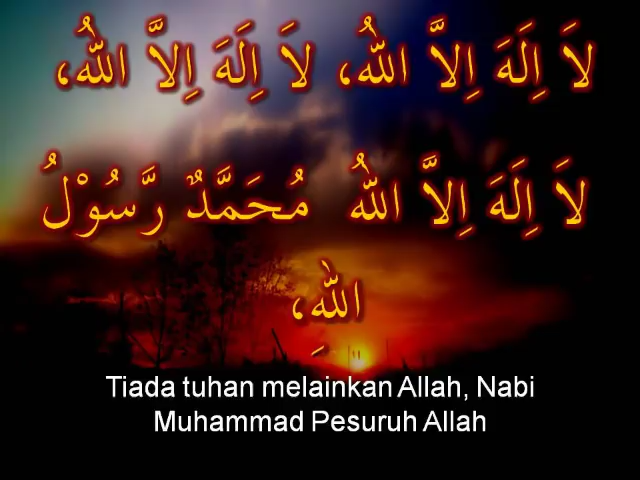 لاَ اِلَهَ اِلاَّ اللهُ، لاَ اِلَهَ اِلاَّ اللهُ،
لاَ اِلَهَ اِلاَّ اللهُ مُحَمَّدٌ رَّسُوْلُ
اللهِ،
Tiada tuhan melainkan Allah, Nabi
Muhammad Pesuruh Allah